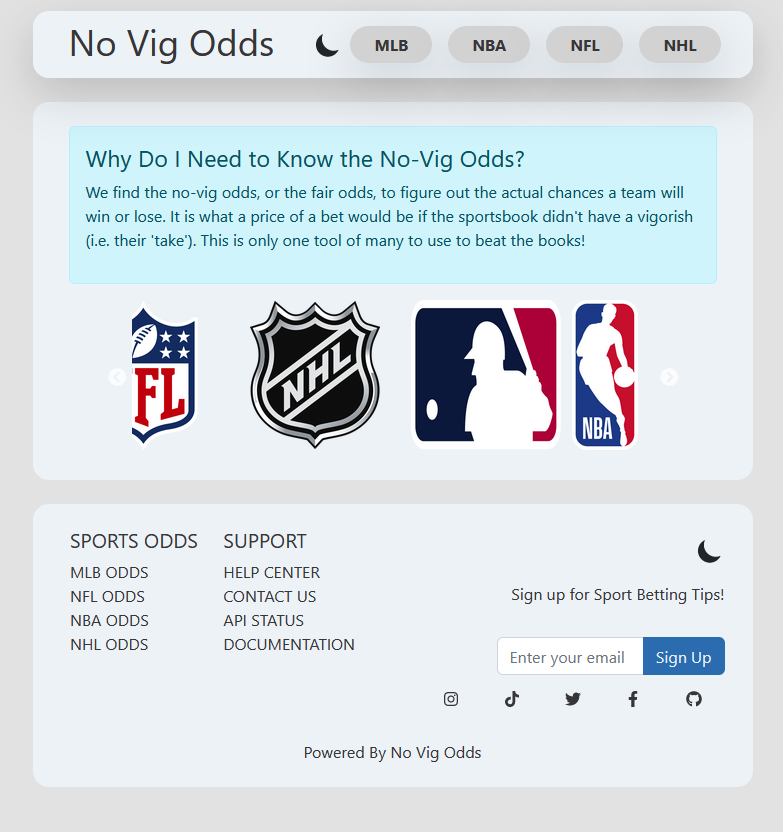 No Vig Odds
MLB
NBA
NFL
NHL
Why Do I Need to Know the No-Vig Odds?
We find the no-vig odds, or the fair odds, to figure out the actual chances a team will
win or lose. It is what a price of a bet would be if the sportsbook didn't have a vigorish
(i.e. their 'take'). This is only one tool of many to use to beat the books!
FL
NHL
NBA
SPORTS ODDS
MLB ODDS
NFL ODDS
NBA ODDS
NHL ODDS
SUPPORT
HELP CENTER
CONTACT US
API STATUS
DOCUMENTATION
Sign up for Sport Betting Tips!
Enter your email
Sign Up
Powered By No Vig Odds